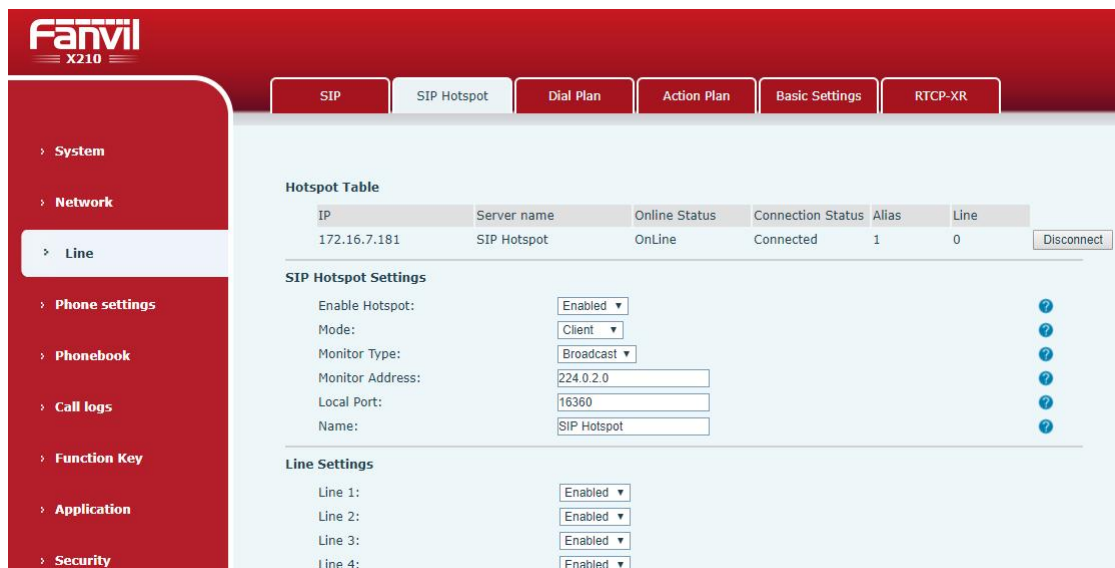 Fanvil
X210
SIP
SIP Hotspot
Dial Plan
Action Plan
Basic Settings
RTCP-XR
› System
› Network
› Line
› Phone settings
› Phonebook
› Call logs
› Function Key
› Application
› Security
Hotspot Table
IP Server name Online Status Connection Status Alias Line
172.16.7.181 SIP Hotspot OnLine Connected 1 0 Disconnect
SIP Hotspot Settings
Enable Hotspot: Enabled ?
Mode: Client ?
Monitor Type: Broadcast ?
Monitor Address: 224.0.2.0 ?
Local Port: 16360 ?
Name: SIP Hotspot ?
Line Settings
Line 1: Enabled
Line 2: Enabled
Line 3: Enabled
Line 4: Enabled